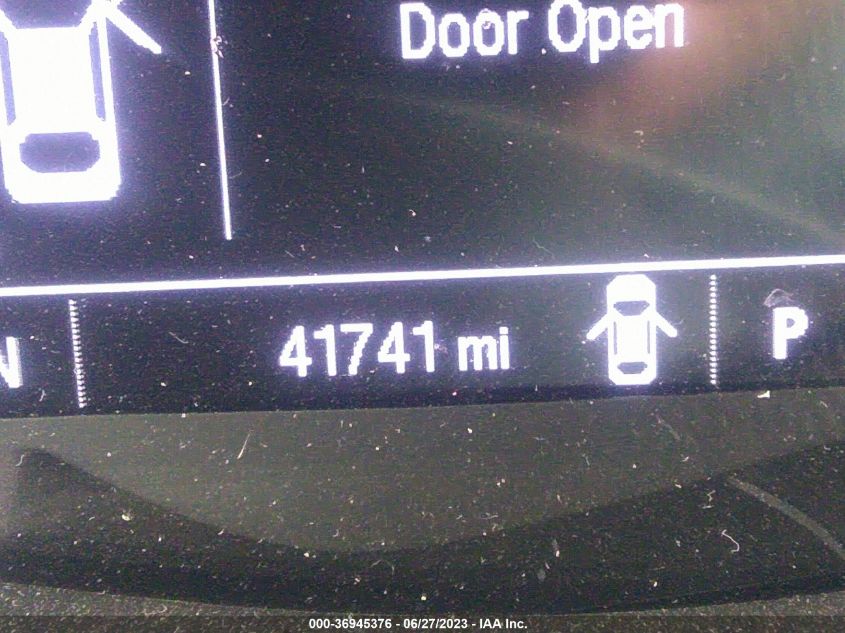 Door Open
N
41741 mi
P
000-36945376 - 06/27/2023 - IAA Inc.